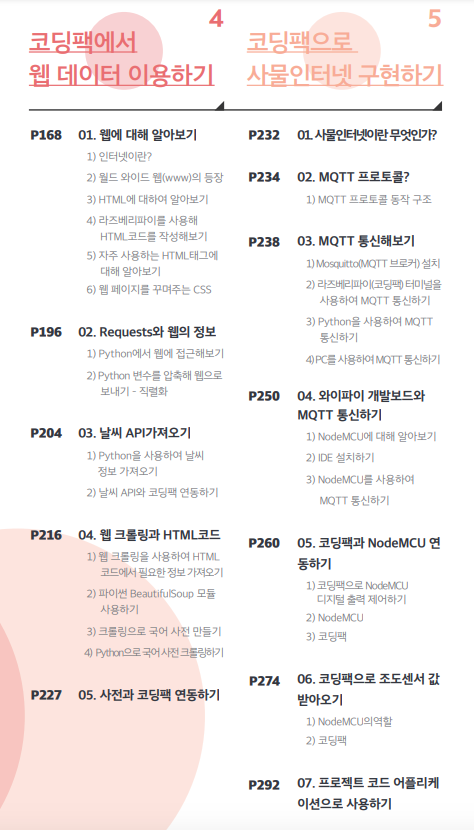 4
코딩팩에서
웹 데이터 이용하기
P168 01. 웹에 대해 알아보기
1) 인터넷이란?
2) 월드 와이드 웹(www)의 등장
3) HTML에 대하여 알아보기
4) 라즈베리파이를 사용해
HTML코드를 작성해보기
5) 자주 사용하는 HTML태그에
대해 알아보기
6) 웹 페이지를 꾸며주는 CSS
P196 02. Requests와 웹의 정보
1) Python에서 웹에 접근해보기
2) Python 변수를 압축해 웹으로
보내기 - 직렬화
P204 03. 날씨 API가져오기
1) Python을 사용하여 날씨
정보 가져오기
2) 날씨 API와 코딩팩 연동하기
P216 04. 웹 크롤링과 HTML코드
1) 웹 크롤링을 사용하여 HTML
코드에서 필요한 정보 가져오기
2) 파이썬 BeautifulSoup 모듈
사용하기
3) 크롤링으로 국어 사전 만들기
4) Python으로 국어 사전 크롤링하기
P227 05. 사전과 코딩팩 연동하기
5
코딩팩으로
사물인터넷 구현하기
P232 01. 사물인터넷이란 무엇인가?
P234 02. MQTT 프로토콜?
1) MQTT 프로토콜 동작 구조
P238 03. MQTT 통신해보기
1) Mosquitto(MQTT 브로커) 설치
2) 라즈베리파이(코딩팩) 터미널을
사용하여 MQTT 통신하기
3) Python을 사용하여 MQTT
통신하기
4) PC를 사용하여 MQTT 통신하기
P250 04. 와이파이 개발보드와
MQTT 통신하기
1) NodeMCU에 대해 알아보기
2) IDE 설치하기
3) NodeMCU를 사용하여
MQTT 통신하기
P260 05. 코딩팩과 NodeMCU 연
동하기
1) 코딩팩으로 NodeMCU
디지털 출력 제어하기
2) NodeMCU
3) 코딩팩
P274 06. 코딩팩으로 조도센서 값
받아오기
1) NodeMCU의역할
2) 코딩팩
P292 07. 프로젝트 코드 어플리케
이션으로 사용하기